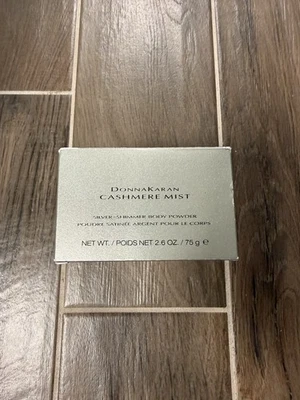 DONNAKARAN
CASHMERE MIST
SILVER-SHIMMER BODY POWDER
POUDRE SATINÉE ARGENT POUR LE CORPS
NET WT. / POIDS NET 2.6 OZ. / 75 g ℮